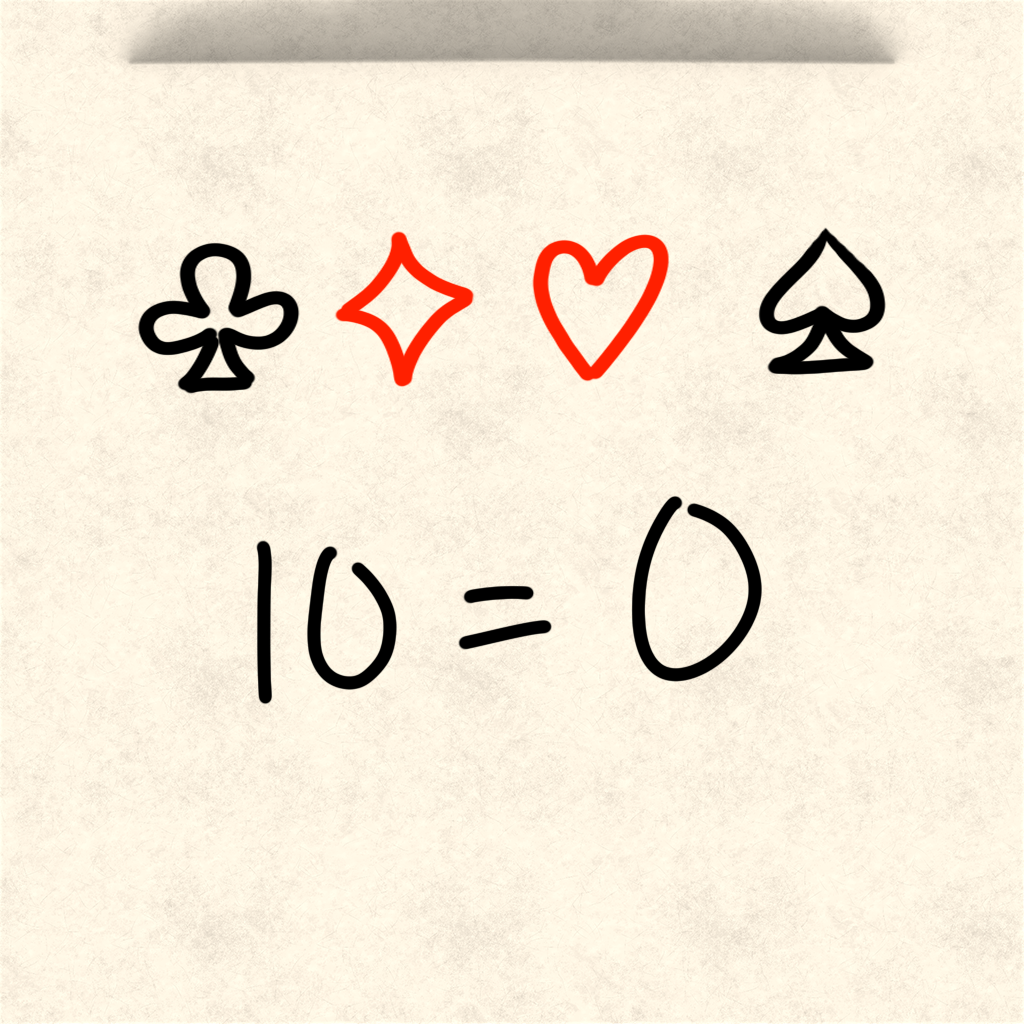 ♣ ♦ ♥ ♠
10 = 0